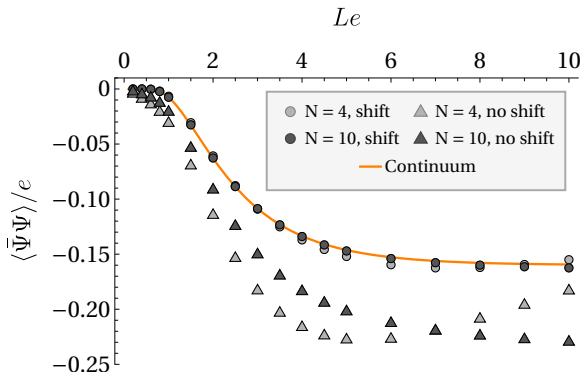 Le
0 2 4 6 8 10
0
−0.05
−0.10
−0.15
−0.20
−0.25
⟨Ψ̄Ψ⟩/e
N = 4, shift N = 4, no shift
N = 10, shift N = 10, no shift
Continuum